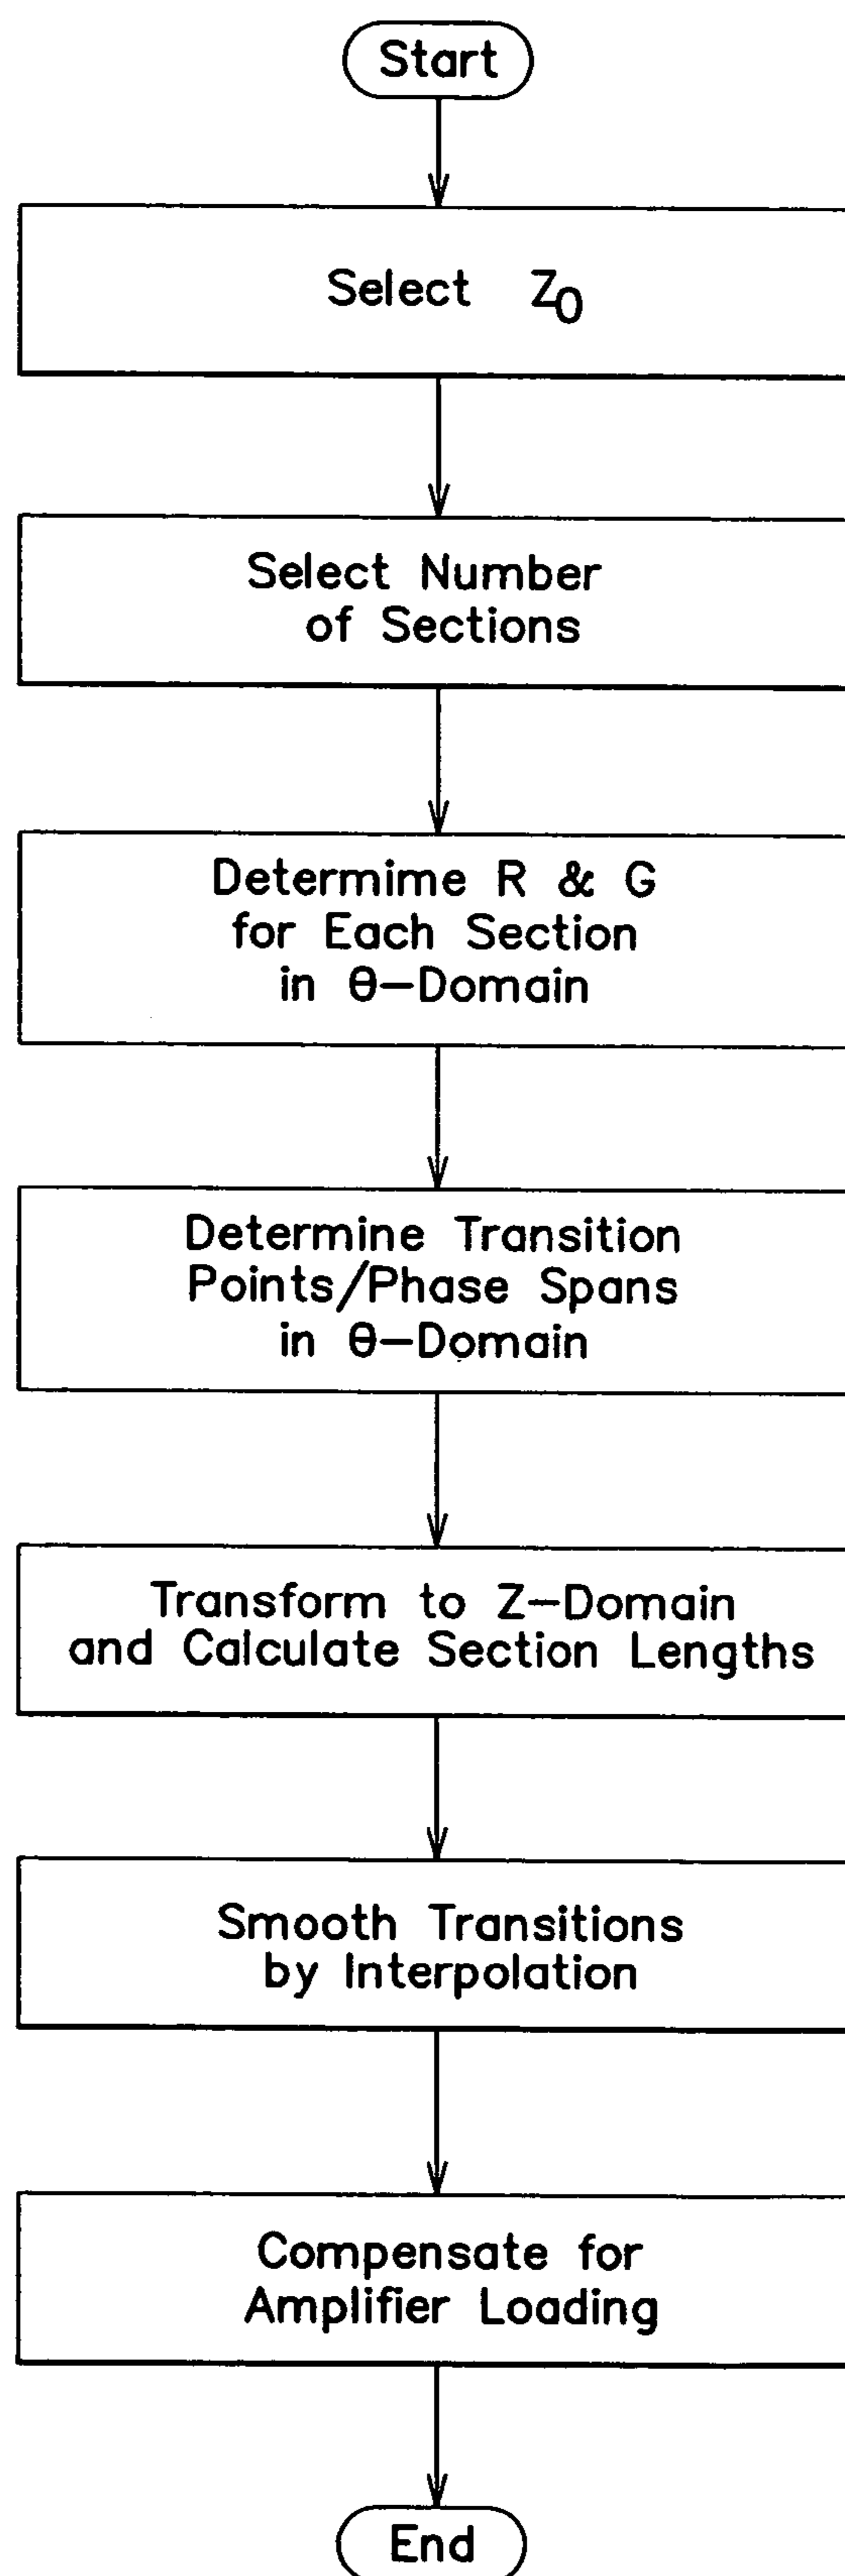 Start
Select Z0
Select Number
of Sections
Determime R & G
for Each Section
in θ-Domain
Determine Transition
Points/Phase Spans
in θ-Domain
Transform to Z-Domain
and Calculate Section Lengths
Smooth Transitions
by Interpolation
Compensate for
Amplifier Loading
End